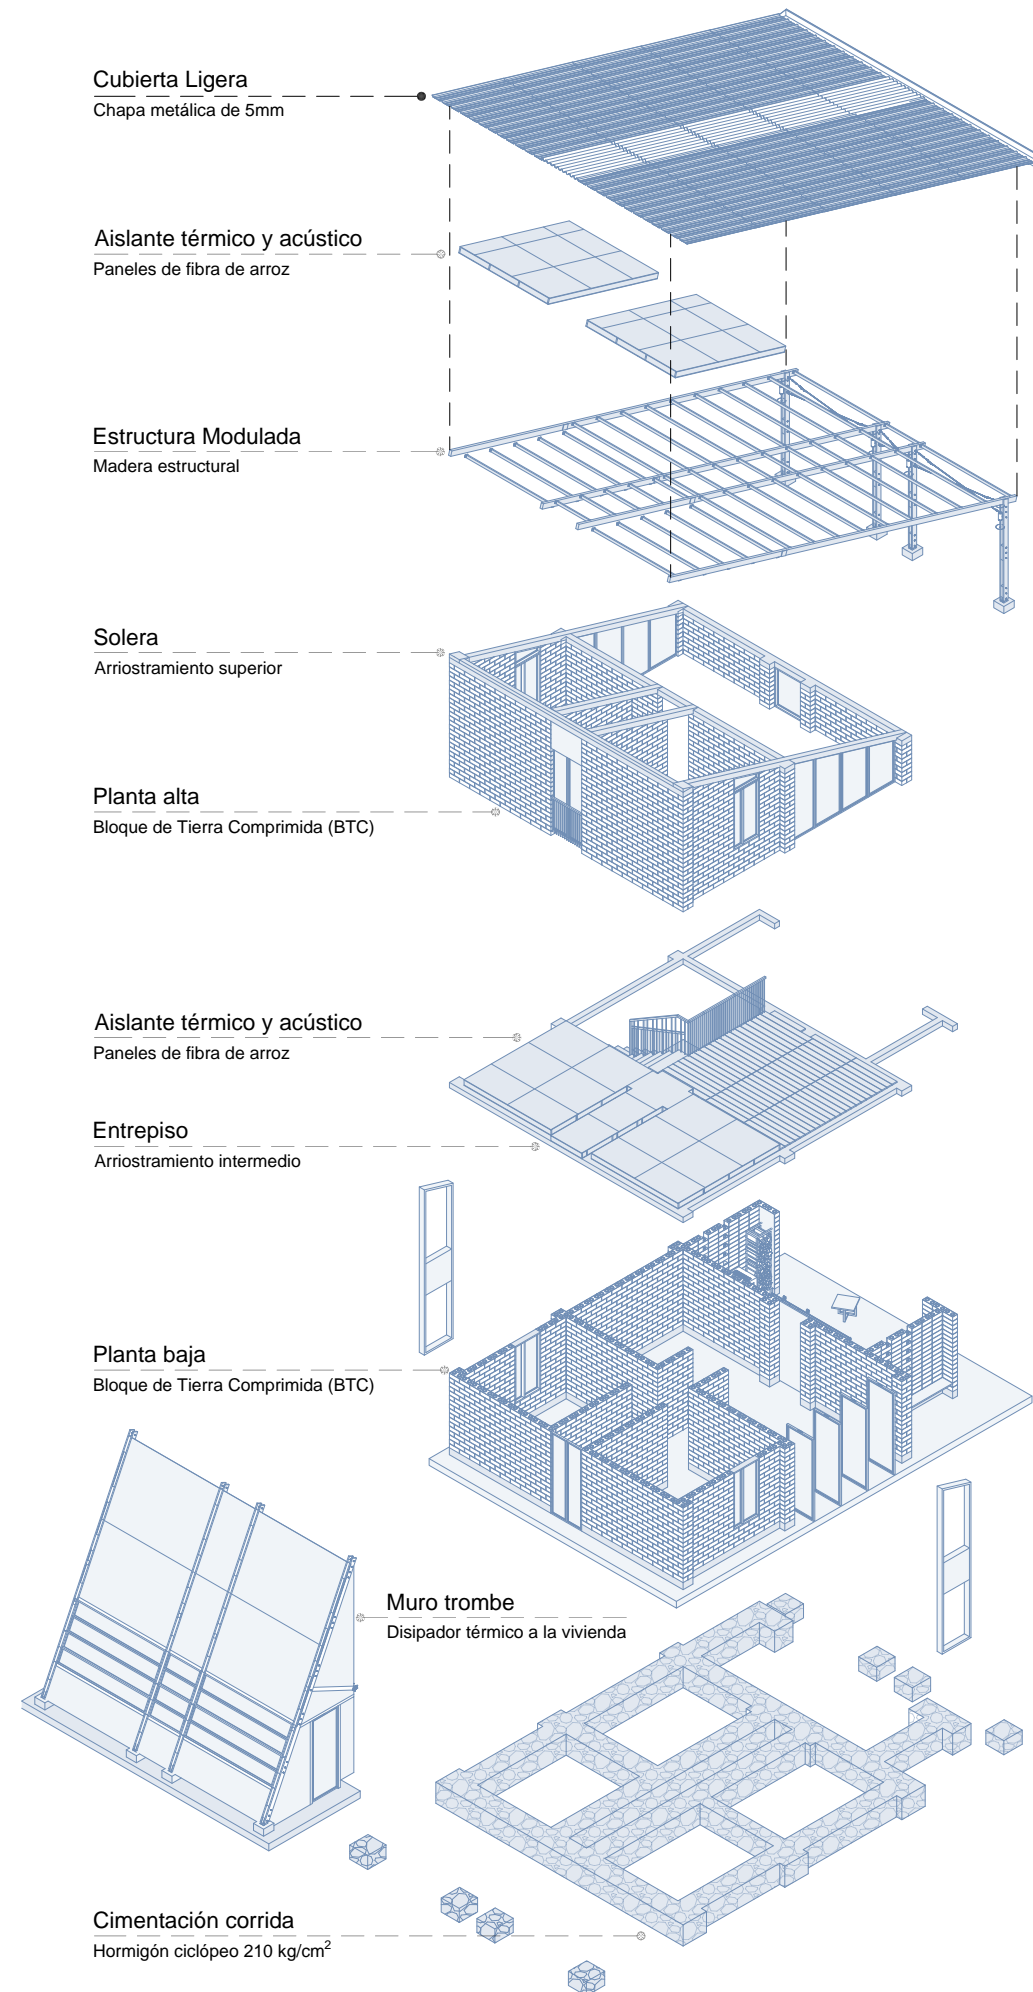 Cubierta Ligera
Chapa metálica de 5mm
Aislante térmico y acústico
Paneles de fibra de arroz
Estructura Modulada
Madera estructural
Solera
Arriostramiento superior
Planta alta
Bloque de Tierra Comprimida (BTC)
Aislante térmico y acústico
Paneles de fibra de arroz
Entrepiso
Arriostramiento intermedio
Planta baja
Bloque de Tierra Comprimida (BTC)
Muro trombe
Disipador térmico a la vivienda
Cimentación corrida
Hormigón ciclópeo 210 kg/cm²